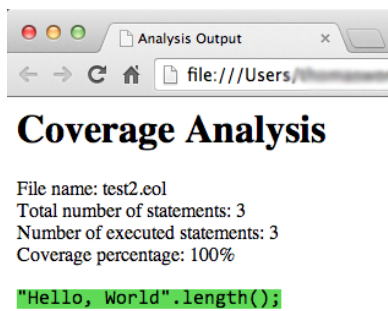 Analysis Output
file:///Users/
Coverage Analysis
File name: test2.eol
Total number of statements: 3
Number of executed statements: 3
Coverage percentage: 100%
"Hello, World".length();